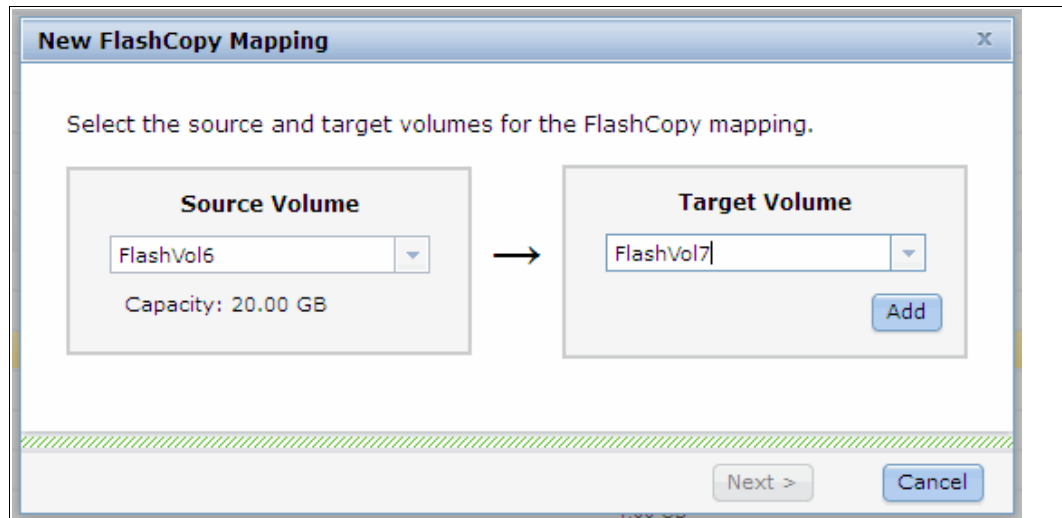 New FlashCopy Mapping x
Select the source and target volumes for the FlashCopy mapping.
Source Volume
FlashVol6
Capacity: 20.00 GB
→
Target Volume
FlashVol7
Add
Next >
Cancel